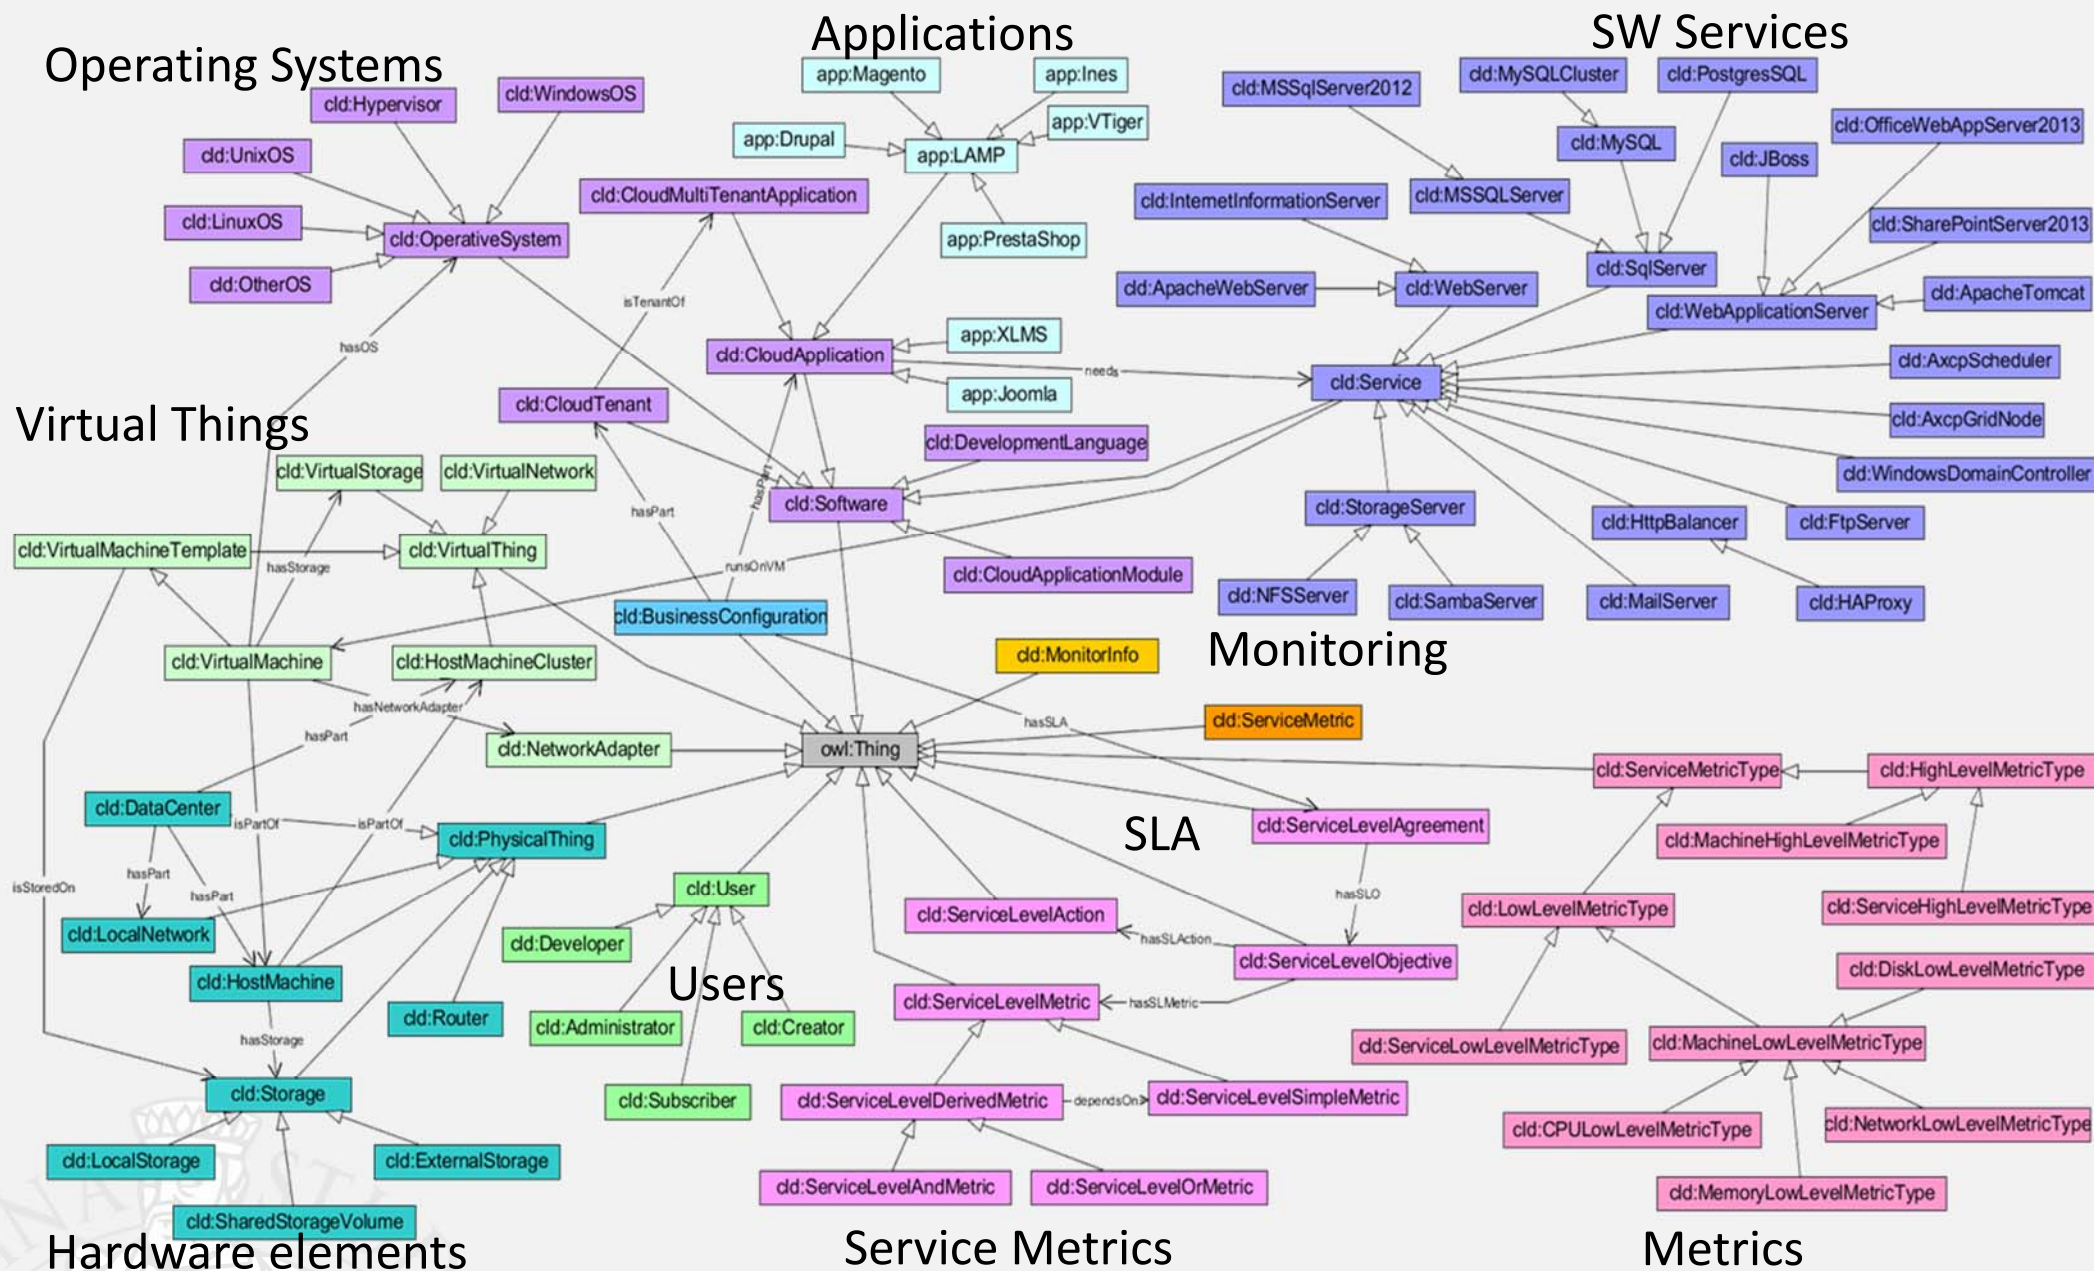 Applications
SW Services
Operating Systems
app:Magento
app:Ines
cld:MySQLCluster
cld:PostgresSQL
cld:MSSqlServer2012
cld:WindowsOS
cld:Hypervisor
app:VTiger
cld:OfficeWebAppServer2013
app:Drupal
app:LAMP
cld:MySQL
cld:JBoss
cld:UnixOS
cld:CloudMultiTenantApplication
cld:InternetInformationServer
cld:MSSQLServer
cld:LinuxOS
cld:OperativeSystem
app:PrestaShop
cld:SharePointServer2013
cld:SqlServer
cld:OtherOS
cld:ApacheWebServer
cld:WebServer
cld:ApacheTomcat
isTenantOf
cld:WebApplicationServer
app:XLMS
hasOS
cld:CloudApplication
cld:AxcpScheduler
needs
cld:Service
app:Joomla
cld:CloudTenant
cld:AxcpGridNode
Virtual Things
cld:DevelopmentLanguage
cld:VirtualStorage
cld:VirtualNetwork
cld:WindowsDomainController
hasPart
cld:Software
hasPart
cld:StorageServer
cld:HttpBalancer
cld:FtpServer
cld:VirtualMachineTemplate
cld:VirtualThing
hasStorage
runsOnVM
cld:CloudApplicationModule
cld:NFSServer
cld:SambaServer
cld:MailServer
cld:HAProxy
cld:BusinessConfiguration
Monitoring
cld:VirtualMachine
cld:HostMachineCluster
cld:MonitorInfo
hasNetworkAdapter
hasSLA
cld:ServiceMetric
hasPart
cld:NetworkAdapter
owl:Thing
cld:ServiceMetricType
cld:HighLevelMetricType
cld:DataCenter
isPartOf
isPartOf
cld:PhysicalThing
SLA
cld:ServiceLevelAgreement
cld:MachineHighLevelMetricType
hasPart
isStoredOn
hasPart
cld:User
hasSLO
cld:ServiceLevelAction
cld:LowLevelMetricType
cld:ServiceHighLevelMetricType
cld:LocalNetwork
cld:Developer
hasSLAction
cld:ServiceLevelObjective
cld:DiskLowLevelMetricType
cld:HostMachine
Users
cld:ServiceLevelMetric
hasSLMetric
cld:Router
cld:Administrator
cld:Creator
hasStorage
cld:ServiceLowLevelMetricType
cld:MachineLowLevelMetricType
cld:Storage
cld:Subscriber
cld:ServiceLevelDerivedMetric
dependsOn
cld:ServiceLevelSimpleMetric
cld:CPULowLevelMetricType
cld:NetworkLowLevelMetricType
cld:LocalStorage
cld:ExternalStorage
cld:ServiceLevelAndMetric
cld:ServiceLevelOrMetric
cld:MemoryLowLevelMetricType
cld:SharedStorageVolume
Hardware elements
Service Metrics
Metrics